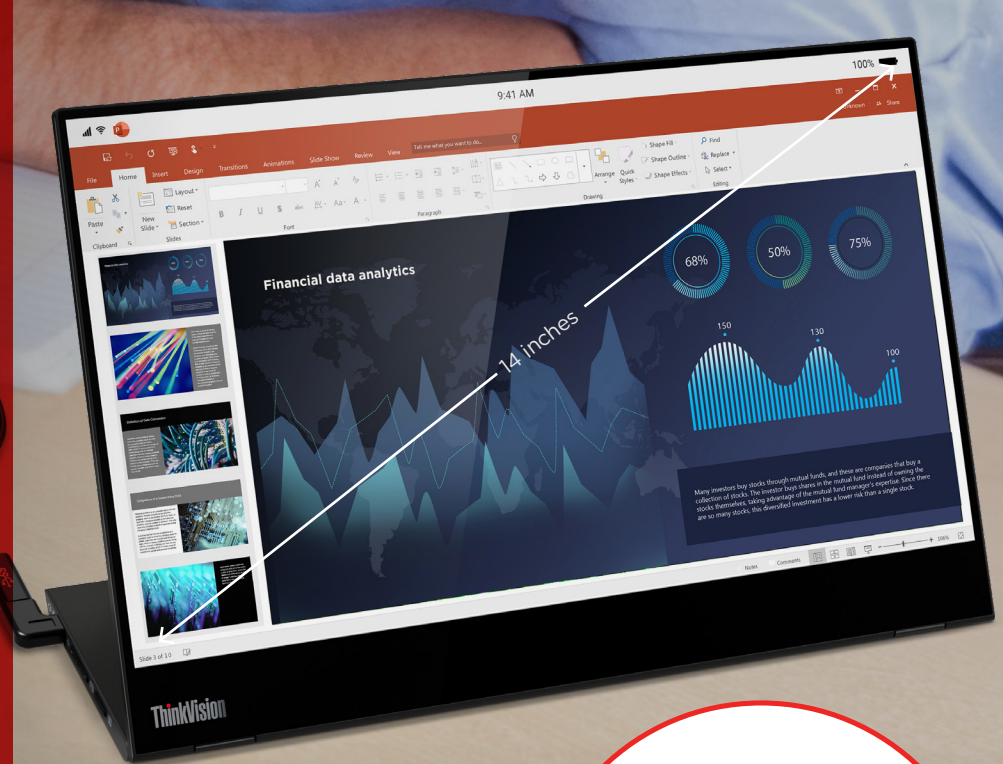 100%
9:41 AM
Unknown
Share
File
Home
Insert
Design
Transitions
Animations
Slide Show
Review
View
Tell me what you want to do...
Paste
Clipboard
New
Slide
Layout
Reset
Section
Slides
B I U S abc AV Aa A
Font
Paragraph
Arrange
Quick
Styles
Shape Fill
Shape Outline
Shape Effects
Drawing
Find
Replace
Select
Editing
Financial data analytics
68%
50%
75%
14 inches
150
130
100
Many investors buy stocks through mutual funds, and these are companies that buy a
collection of stocks. The investor buys shares in the mutual fund instead of owning the
stocks themselves, taking advantage of the mutual fund manager's expertise. Since there
are so many stocks, this diversified investment has a lower risk than a single stock.
Slide 3 of 10
Notes
Comments
ThinkVision